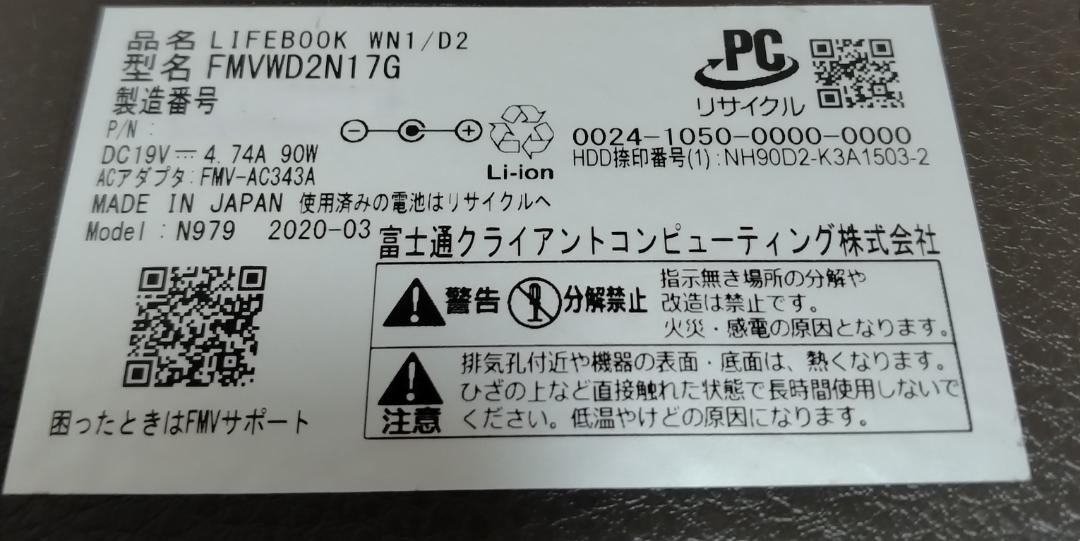 品名 LIFEBOOK WN1/D2
型名 FMVWD2N17G
製造番号
P/N :
DC19V⎓ 4.74A 90W
ACアダプタ:FMV-AC343A
MADE IN JAPAN 使用済みの電池はリサイクルへ
Model : N979 2020-03
Li-ion
PC
リサイクル
0024-1050-0000-0000
HDD捺印番号(1):NH90D2-K3A1503-2
富士通クライアントコンピューティング株式会社
警告 分解禁止
指示無き場所の分解や
改造は禁止です。
火災・感電の原因となります。
注意
排気孔付近や機器の表面・底面は、熱くなります。
ひざの上など直接触れた状態で長時間使用しないで
ください。低温やけどの原因になります。
困ったときはFMVサポート